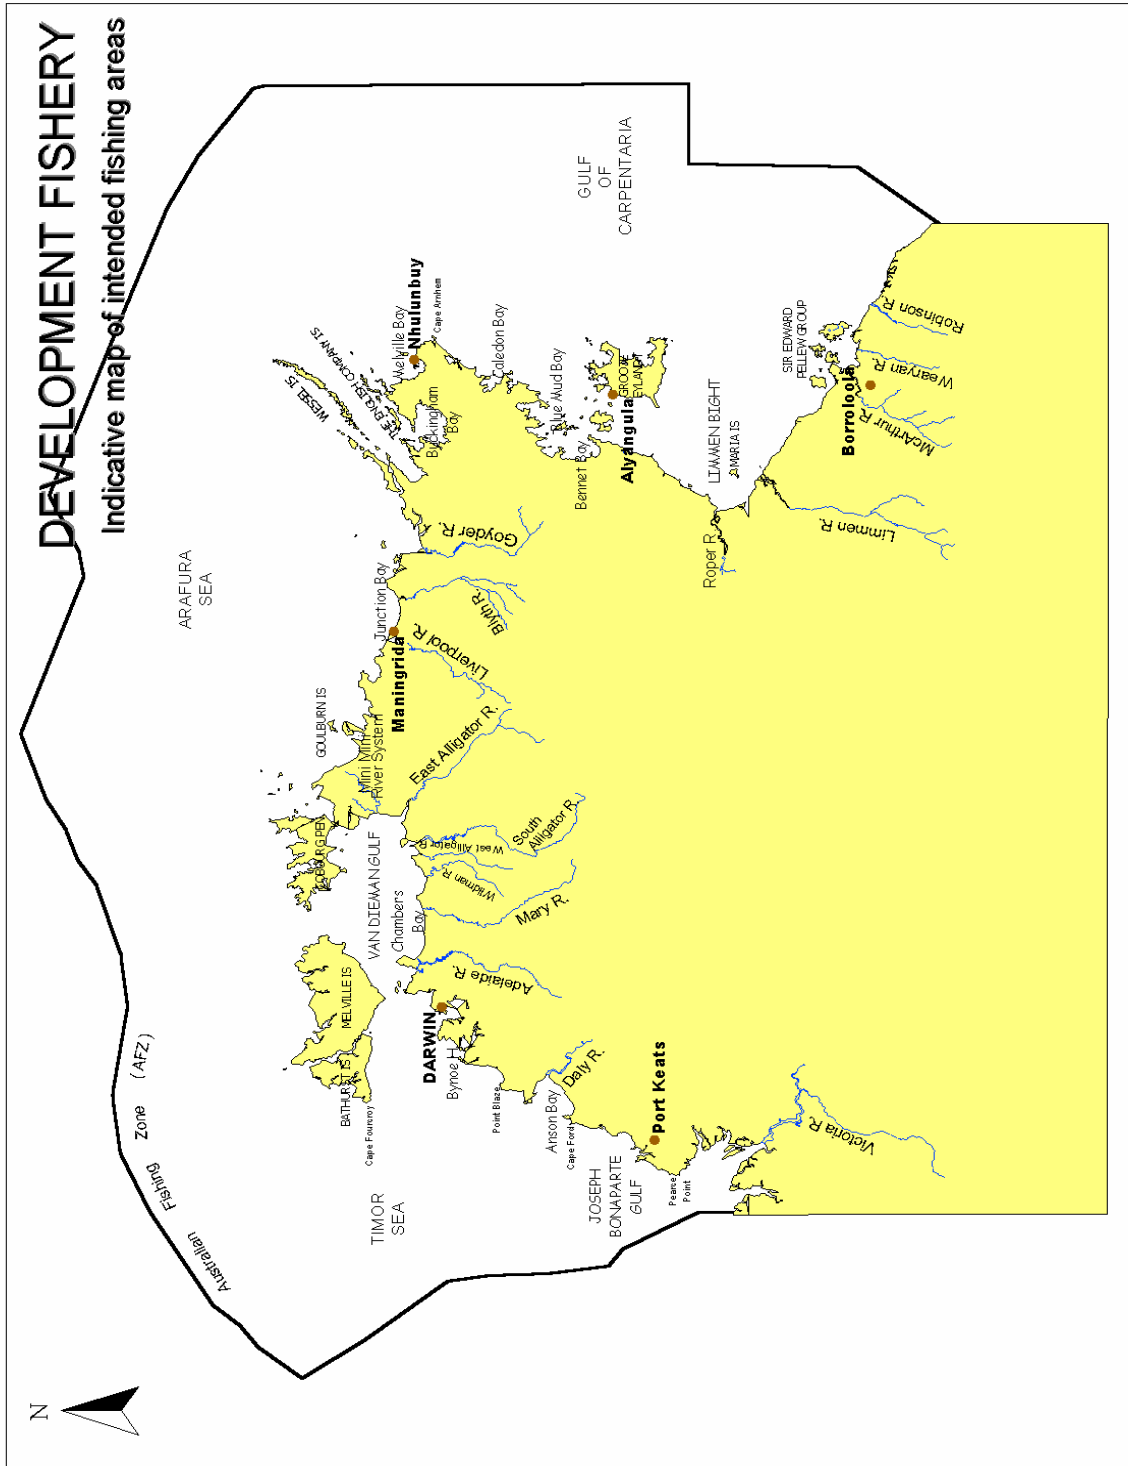 DEVELOPMENT FISHERY
Indicative map of intended fishing areas
N
Australian Fishing Zone (AFZ)
ARAFURA
SEA
TIMOR
SEA
GULF
OF
CARPENTARIA
JOSEPH
BONAPARTE
GULF
VAN DIEMAN GULF
WESSEL IS
THE ENGLISH COMPANY IS
GOULBURN IS
COBOURG PEN
MELVILLE IS
BATHURST IS
Cape Fourcroy
Melville Bay
Nhulunbuy
Cape Arnhem
Buckingham
Bay
Caledon Bay
Blue Mud Bay
Bennet Bay
GROOTE
EYLANDT
Alyangula
LIMMEN BIGHT
MARIA IS
SIR EDWARD
PELLEW GROUP
Borroloola
Robinson R.
Wearyan R.
McArthur R.
Limmen R.
Roper R.
Goyder R.
Junction Bay
Blyth R.
Maningrida
Liverpool R.
Mini Mini
River System
East Alligator R.
South
Alligator R.
West Alligator R.
Wildman R.
Mary R.
Chambers
Bay
Adelaide R.
DARWIN
Bynoe H.
Point Blaze
Anson Bay
Daly R.
Cape Ford
Port Keats
Pearce
Point
Victoria R.